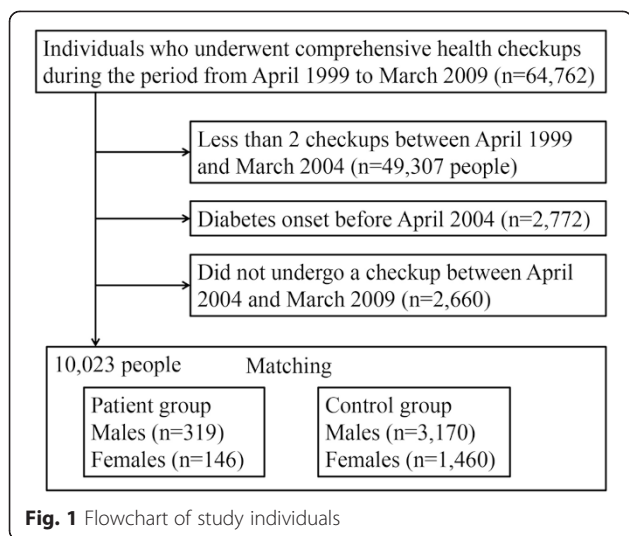 Individuals who underwent comprehensive health checkups
during the period from April 1999 to March 2009 (n=64,762)
Less than 2 checkups between April 1999
and March 2004 (n=49,307 people)
Diabetes onset before April 2004 (n=2,772)
Did not undergo a checkup between April
2004 and March 2009 (n=2,660)
10,023 people Matching
Patient group
Males (n=319)
Females (n=146)
Control group
Males (n=3,170)
Females (n=1,460)
Fig. 1 Flowchart of study individuals